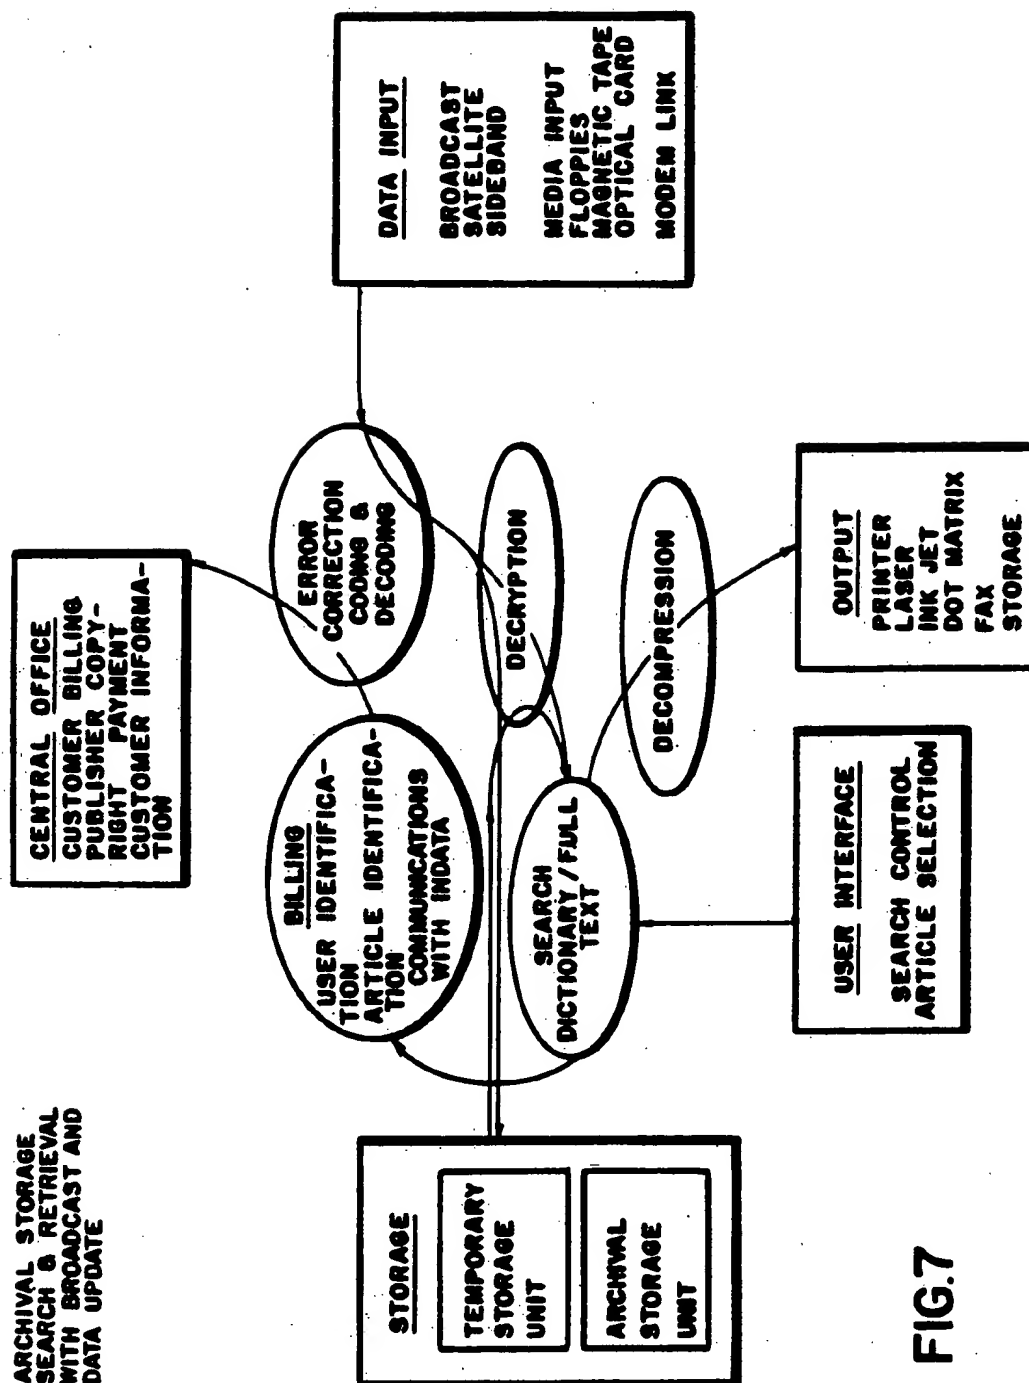 ARCHIVAL STORAGE
SEARCH & RETRIEVAL
WITH BROADCAST AND
DATA UPDATE
CENTRAL OFFICE
CUSTOMER BILLING
PUBLISHER COPY-
RIGHT PAYMENT
CUSTOMER INFORMA-
TION
BILLING
USER IDENTIFICA-
TION
ARTICLE IDENTIFICA-
TION
COMMUNICATIONS
WITH INDATA
ERROR
CORRECTION
CODING &
DECODING
DATA INPUT
BROADCAST
SATELLITE
SIDEBAND
MEDIA INPUT
FLOPPIES
MAGNETIC TAPE
OPTICAL CARD
MODEM LINK
STORAGE
TEMPORARY
STORAGE
UNIT
ARCHIVAL
STORAGE
UNIT
SEARCH
DICTIONARY/FULL
TEXT
DECRYPTION
DECOMPRESSION
USER INTERFACE
SEARCH CONTROL
ARTICLE SELECTION
OUTPUT
PRINTER
LASER
INK JET
DOT MATRIX
FAX
STORAGE
FIG.7